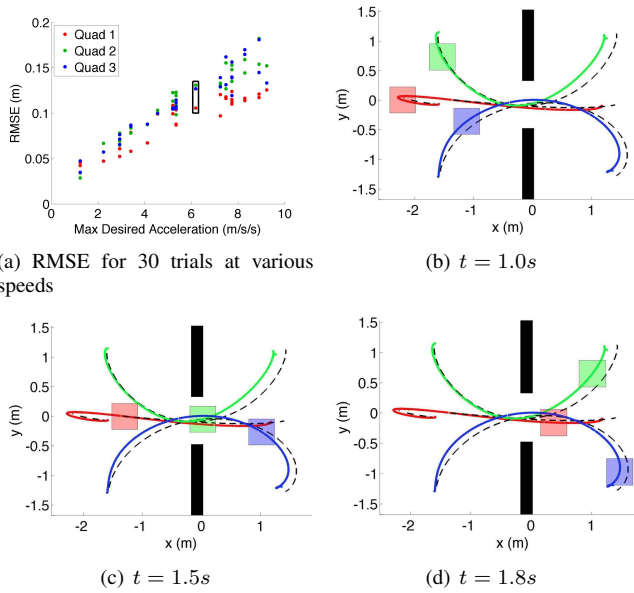 0.2
0.15
0.1
0.05
0
RMSE (m)
Quad 1
Quad 2
Quad 3
0 2 4 6 8 10
Max Desired Acceleration (m/s/s)
(a) RMSE for 30 trials at various
speeds
1.5
1
0.5
0
-0.5
-1
-1.5
y (m)
-2 -1 0 1
x (m)
(b) t = 1.0s
1.5
1
0.5
0
-0.5
-1
-1.5
y (m)
-2 -1 0 1
x (m)
(c) t = 1.5s
1.5
1
0.5
0
-0.5
-1
-1.5
y (m)
-2 -1 0 1
x (m)
(d) t = 1.8s